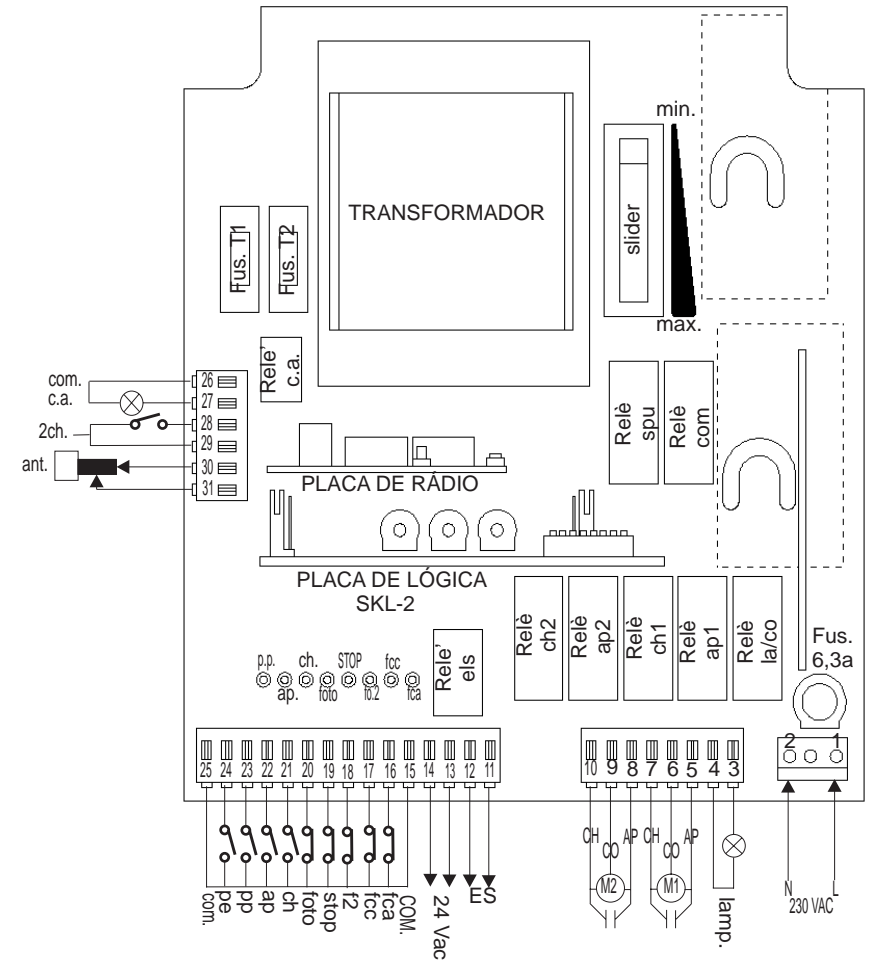 min.
TRANSFORMADOR
slider
Fus. T1
Fus. T2
max.
Rele' c.a.
com.
c.a.
2ch.
ant.
26
27
28
29
30
31
Relè spu
Relè com
PLACA DE RÁDIO
PLACA DE LÓGICA
SKL-2
Relè ch2
Relè ap2
Relè ch1
Relè ap1
Relè la/co
Fus.
6,3a
Rele' els
p.p.
ap.
ch.
foto
STOP
fo.2
fcc
fca
25 24 23 22 21 20 19 18 17 16 15 14 13 12 11
10 9 8 7 6 5 4 3
2 1
CH CO AP CH CO AP
M2 M1
com. pe pp ap ch foto stop f2 fcc fca COM. 24 Vac ES
lamp.
N L
230 VAC